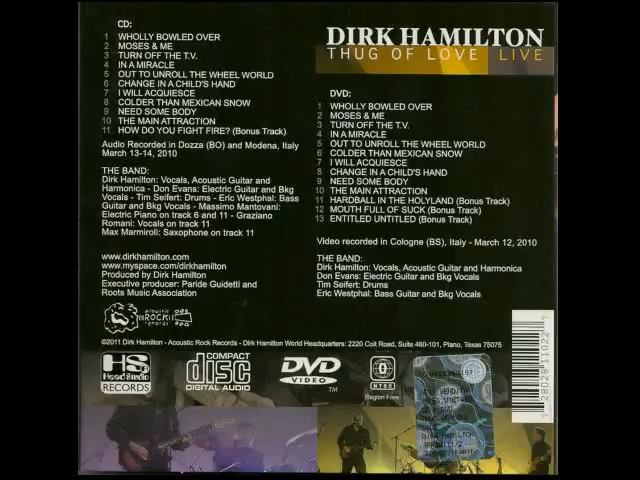 CD:
1 WHOLLY BOWLED OVER
2 MOSES & ME
3 TURN OFF THE T.V.
4 IN A MIRACLE
5 OUT TO UNROLL THE WHEEL WORLD
6 CHANGE IN A CHILD'S HAND
7 I WILL ACQUIESCE
8 COLDER THAN MEXICAN SNOW
9 NEED SOME BODY
10 THE MAIN ATTRACTION
11 HOW DO YOU FIGHT FIRE? (Bonus Track)
Audio Recorded in Dozza (BO) and Modena, Italy
March 13-14, 2010
THE BAND:
Dirk Hamilton: Vocals, Acoustic Guitar and
Harmonica - Don Evans: Electric Guitar and Bkg
Vocals - Tim Seifert: Drums - Eric Westphal: Bass
Guitar and Bkg Vocals - Massimo Mantovani:
Electric Piano on track 6 and 11 - Graziano
Romani: Vocals on track 11
Max Marmiroli: Saxophone on track 11
www.dirkhamilton.com
www.myspace.com/dirkhamilton
Produced by Dirk Hamilton
Executive producer: Paride Guidetti and
Roots Music Association
DIRK HAMILTON
THUG OF LOVE LIVE
DVD:
1 WHOLLY BOWLED OVER
2 MOSES & ME
3 TURN OFF THE T.V.
4 IN A MIRACLE
5 OUT TO UNROLL THE WHEEL WORLD
6 COLDER THAN MEXICAN SNOW
7 I WILL ACQUIESCE
8 CHANGE IN A CHILD'S HAND
9 NEED SOME BODY
10 THE MAIN ATTRACTION
11 HARDBALL IN THE HOLYLAND (Bonus Track)
12 MOUTH FULL OF SUCK (Bonus Track)
13 ENTITLED UNTITLED (Bonus Track)
Video recorded in Cologne (BS), Italy - March 12, 2010
THE BAND:
Dirk Hamilton: Vocals, Acoustic Guitar and Harmonica
Don Evans: Electric Guitar and Bkg Vocals
Tim Seifert: Drums
Eric Westphal: Bass Guitar and Bkg Vocals
acoustic
ROCK
records
©2011 Dirk Hamilton - Acoustic Rock Records - Dirk Hamilton World Headquarters: 2220 Coit Road, Suite 480-101, Plano, Texas 75075
HS
Head Studio
RECORDS
COMPACT
disc
DIGITAL AUDIO
DVD
VIDEO
TM
0
NTSC
Region Free
DIRK HAMILTON